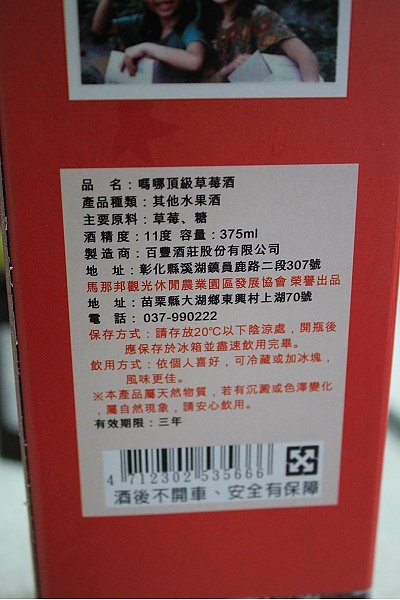 品　名：嗎哪頂級草莓酒
產品種類：其他水果酒
主要原料：草莓、糖
酒 精 度：11度 容量：375ml
製 造 商：百豐酒莊股份有限公司
地　址：彰化縣溪湖鎮員鹿路二段307號
馬那邦觀光休閒農業園區發展協會 榮譽出品
地　址：苗栗縣大湖鄉東興村上湖70號
電　話：037-990222
保存方式：請存放20℃以下陰涼處，開瓶後
應保存於冰箱並盡速飲用完畢。
飲用方式：依個人喜好，可冷藏或加冰塊，
風味更佳。
※本產品屬天然物質，若有沉澱或色澤變化
，屬自然現象，請安心飲用。
有效期限：三年
4 712302 535666
酒後不開車、安全有保障